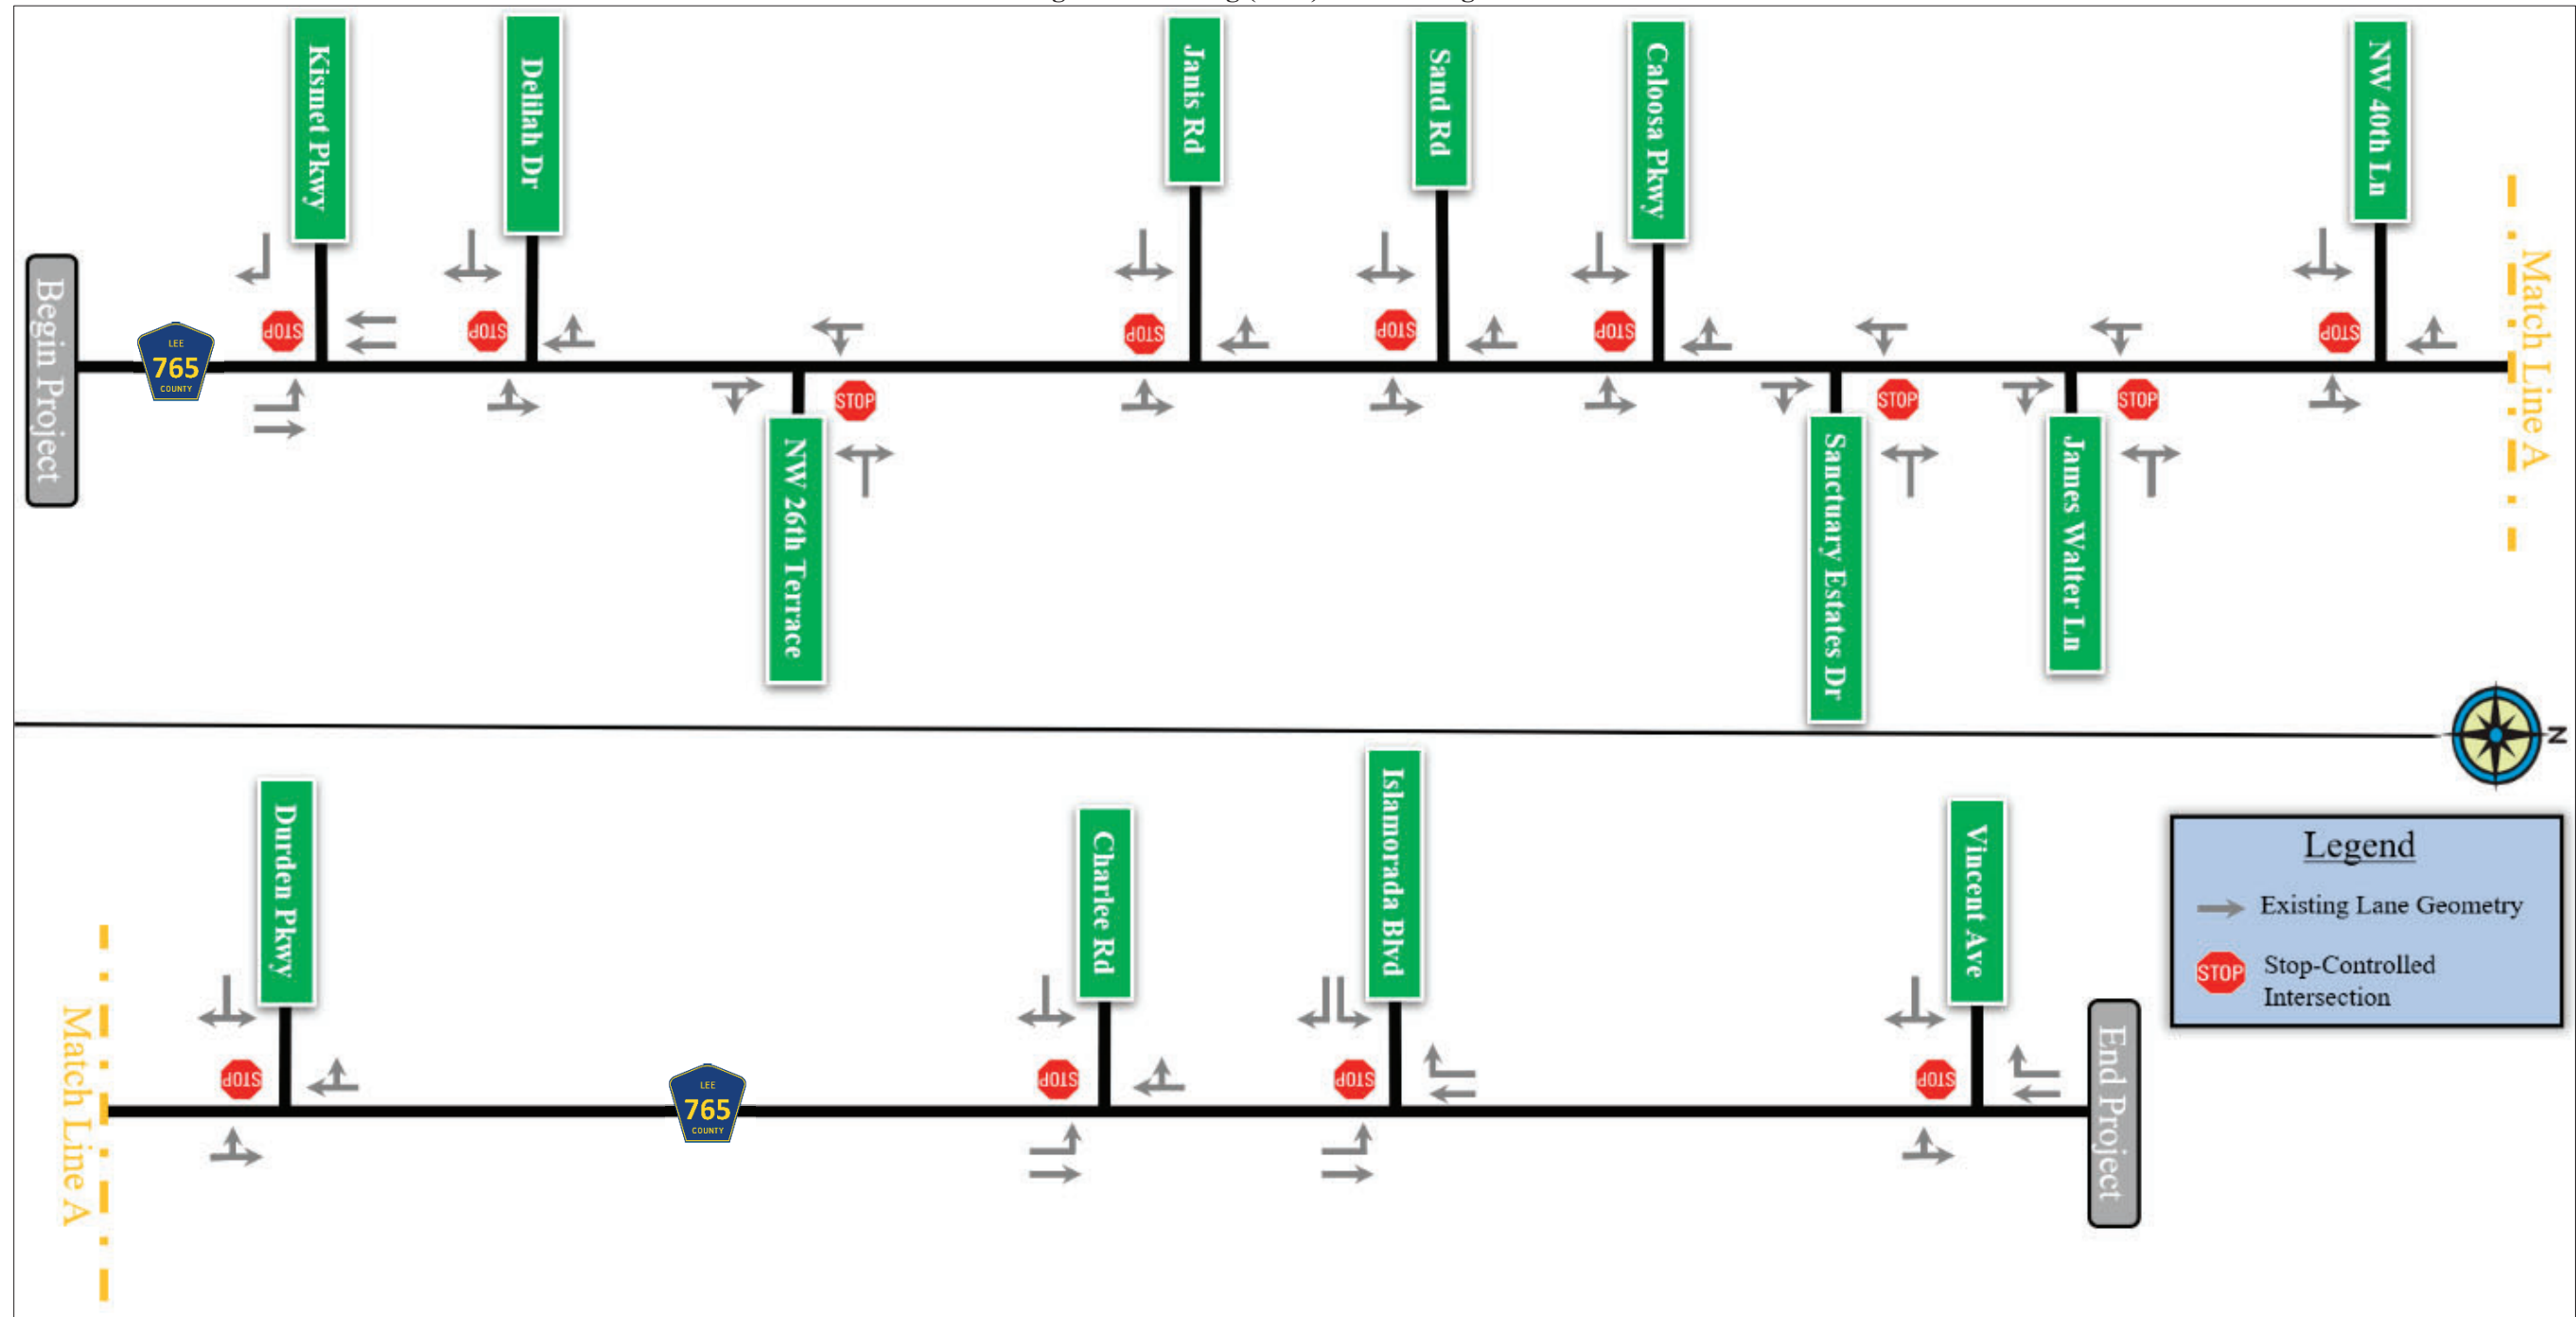 Kismet Pkwy
Delilah Dr
Janis Rd
Sand Rd
Caloosa Pkwy
NW 40th Ln
Begin Project
LEE
765
COUNTY
STOP
STOP
STOP
STOP
STOP
STOP
STOP
STOP
STOP
Match Line A
NW 26th Terrace
Sanctuary Estates Dr
James Walter Ln
N
Durden Pkwy
Charlee Rd
Islamorada Blvd
Vincent Ave
Legend
Existing Lane Geometry
STOP
Stop-Controlled
Intersection
Match Line A
STOP
STOP
STOP
STOP
LEE
765
COUNTY
End Project